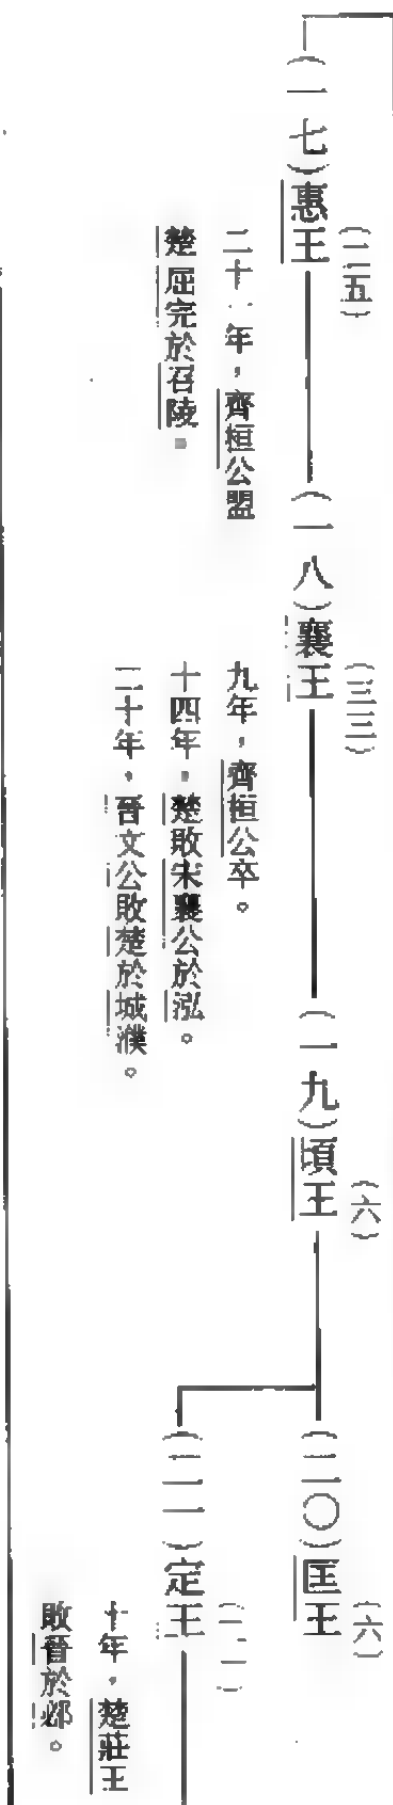 （一七）惠王
（二五）
二十一年，齊桓公盟
楚屈完於召陵。
（一八）襄王
（三三）
九年，齊桓公卒。
十四年，楚敗宋襄公於泓。
二十年，晉文公敗楚於城濮。
（一九）頃王
（六）
（二〇）匡王
（六）
（二一）定王
（二一）
十年，楚莊王
敗晉於邲。